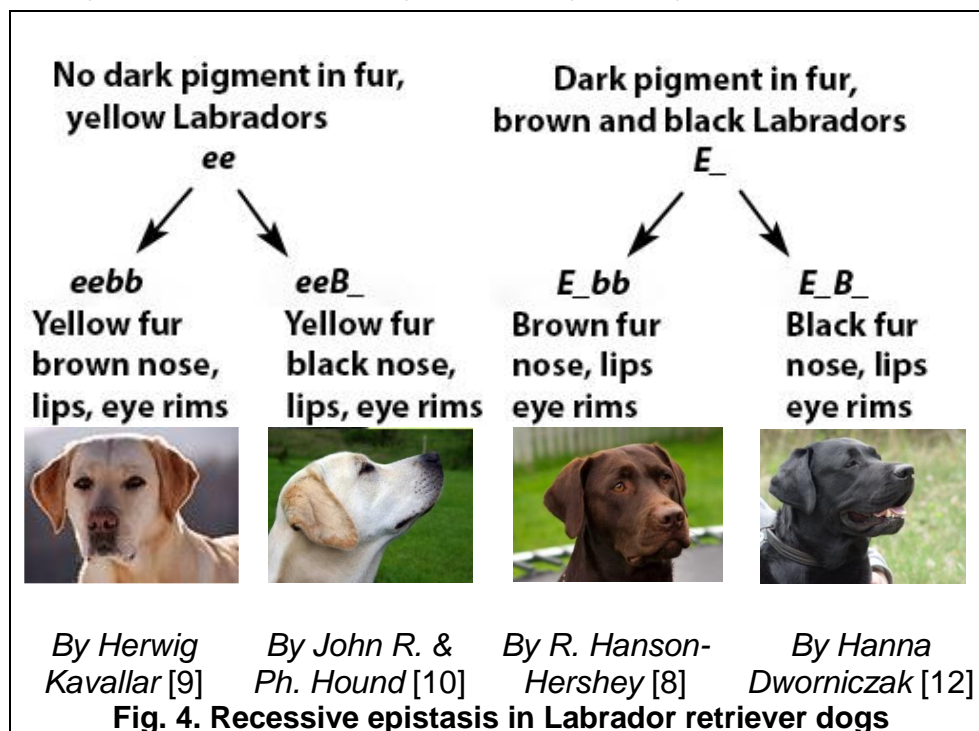 No dark pigment in fur,
yellow Labradors
ee
Dark pigment in fur,
brown and black Labradors
E_
eebb
Yellow fur
brown nose,
lips, eye rims
eeB_
Yellow fur
black nose,
lips, eye rims
E_bb
Brown fur
nose, lips
eye rims
E_B_
Black fur
nose, lips
eye rims
By Herwig
Kavallar [9]
By John R. &
Ph. Hound [10]
By R. Hanson-
Hershey [8]
By Hanna
Dworniczak [12]
Fig. 4. Recessive epistasis in Labrador retriever dogs